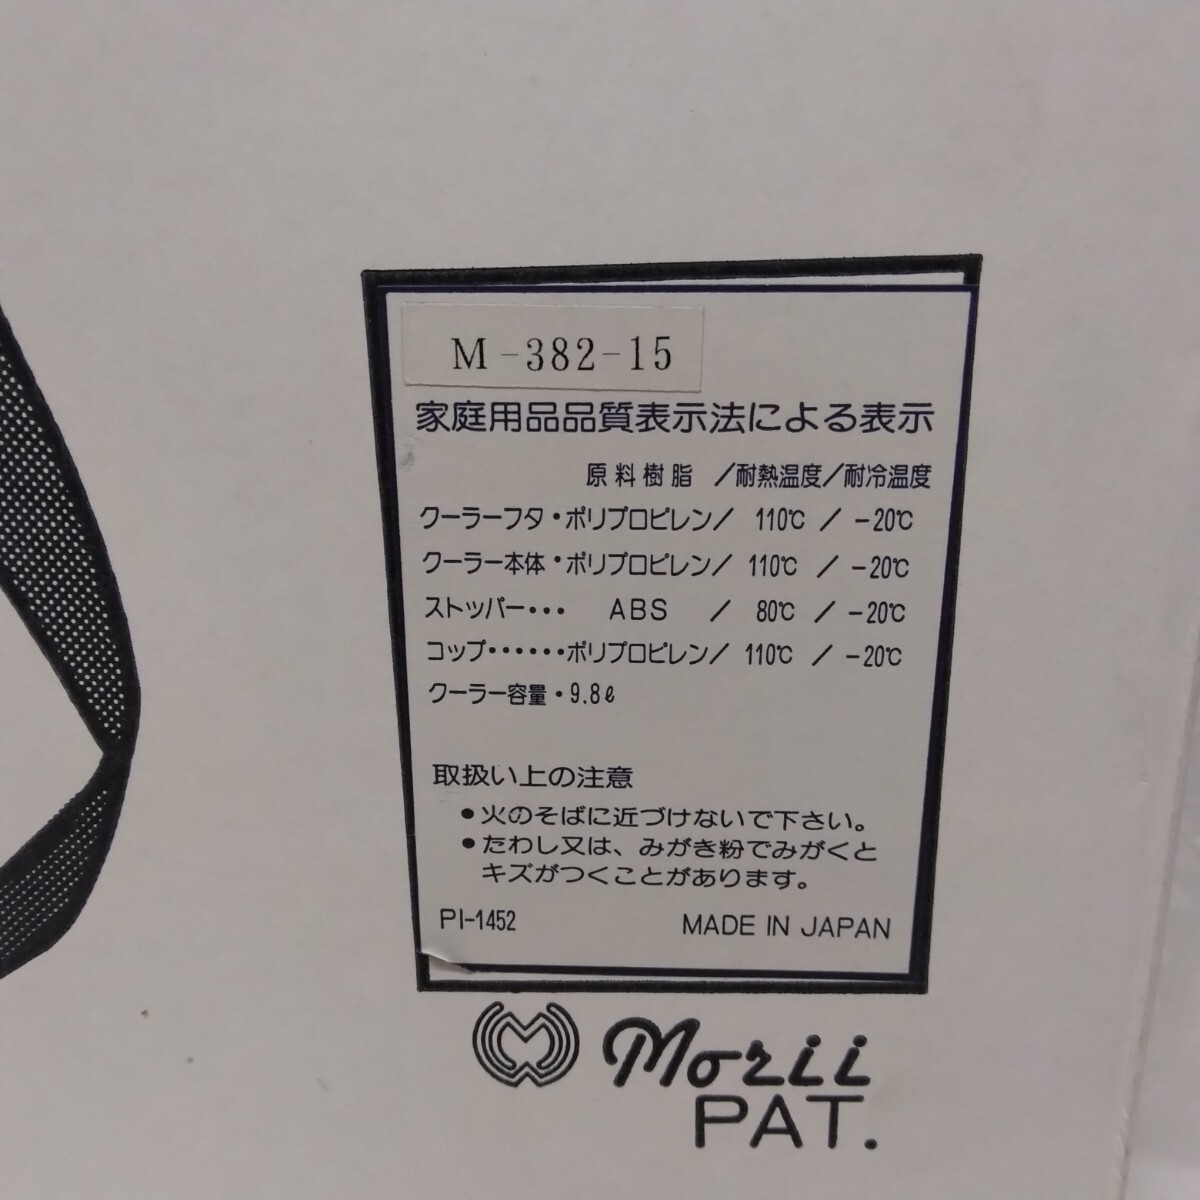 M-382-15
家庭用品品質表示法による表示
原料樹脂 /耐熱温度/耐冷温度
クーラーフタ・ポリプロピレン/ 110℃ / -20℃
クーラー本体・ポリプロピレン/ 110℃ / -20℃
ストッパー・・・ ABS / 80℃ / -20℃
コップ・・・・・・ポリプロピレン/ 110℃ / -20℃
クーラー容量・9.8ℓ
取扱い上の注意
●火のそばに近づけないで下さい。
●たわし又は、みがき粉でみがくと
キズがつくことがあります。
PI-1452 MADE IN JAPAN
Morii
PAT.